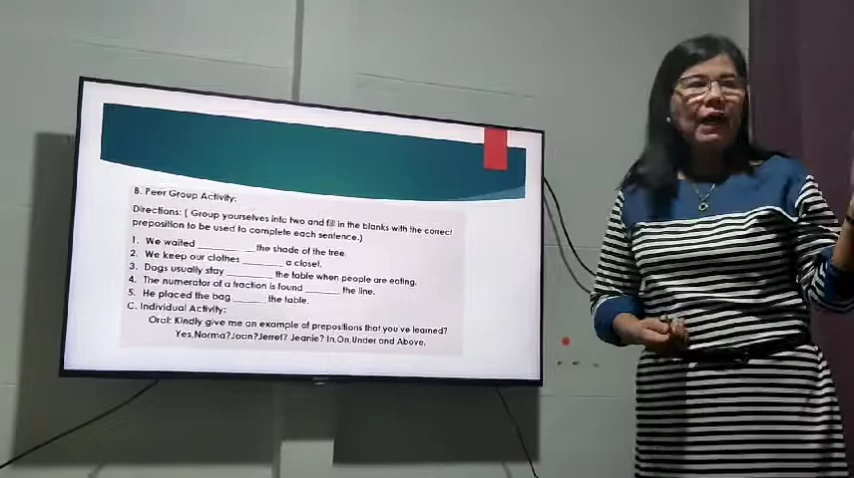 B. Peer Group Activity:
Directions: ( Group yourselves into two and fill in the blanks with the correct
preposition to be used to complete each sentence.)
1. We waited __________ the shade of the tree.
2. We keep our clothes _______ a closet.
3. Dogs usually stay ________ the table when people are eating.
4. The numerator of a fraction is found ______ the line.
5. He placed the bag ______ the table.
C. Individual Activity:
Oral: Kindly give me an example of prepositions that you've learned?
Yes,Norma?Joan?Jerrel? Jeanie? In,On,Under and Above.